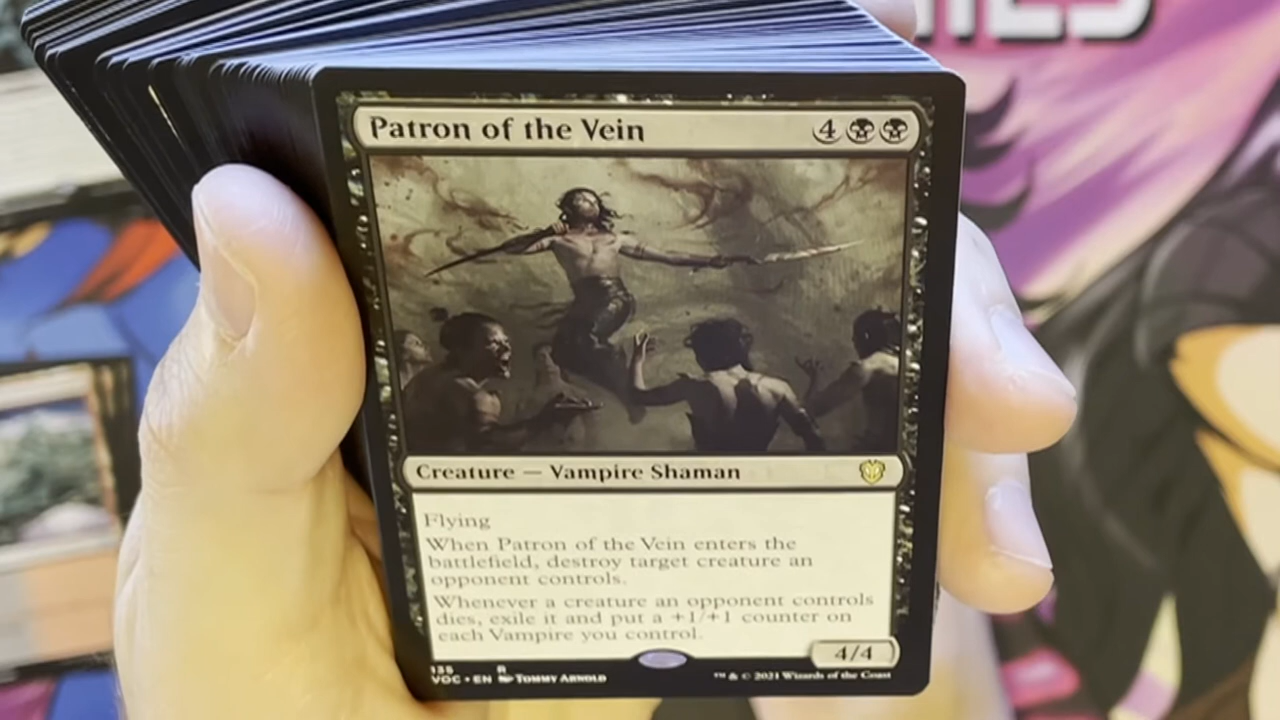 Patron of the Vein 4
Creature — Vampire Shaman
Flying
When Patron of the Vein enters the
battlefield, destroy target creature an
opponent controls.
Whenever a creature an opponent controls
dies, exile it and put a +1/+1 counter on
each Vampire you control.
4/4
135 R
VOC • EN Tommy Arnold
™ & © 2021 Wizards of the Coast